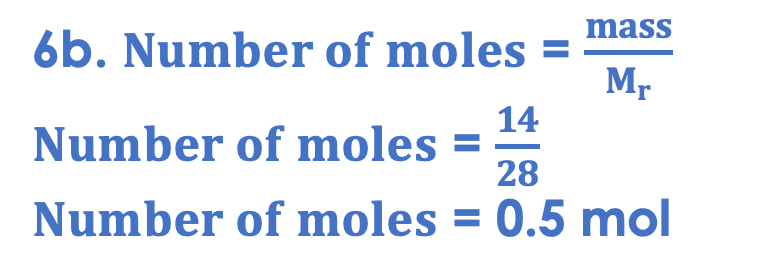 6b. Number of moles = mass/Mr
Number of moles = 14/28
Number of moles = 0.5 mol